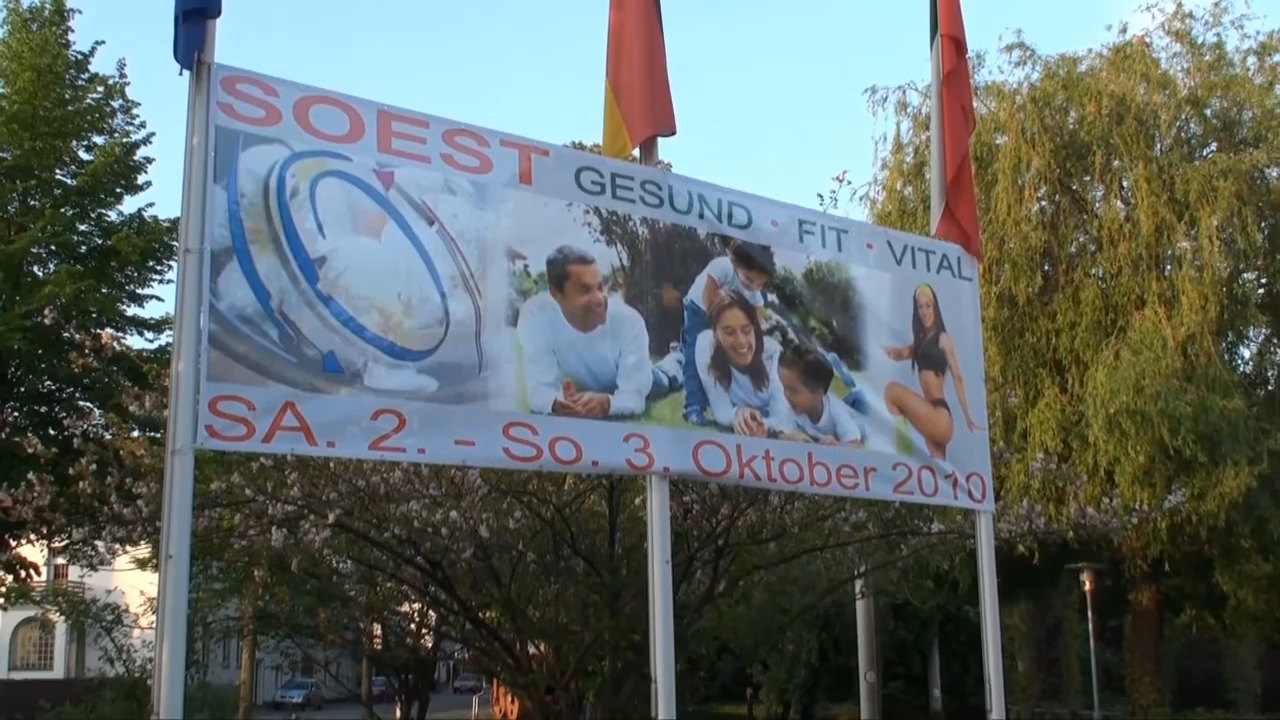 SOEST GESUND · FIT · VITAL
SA. 2. - So. 3. Oktober 2010